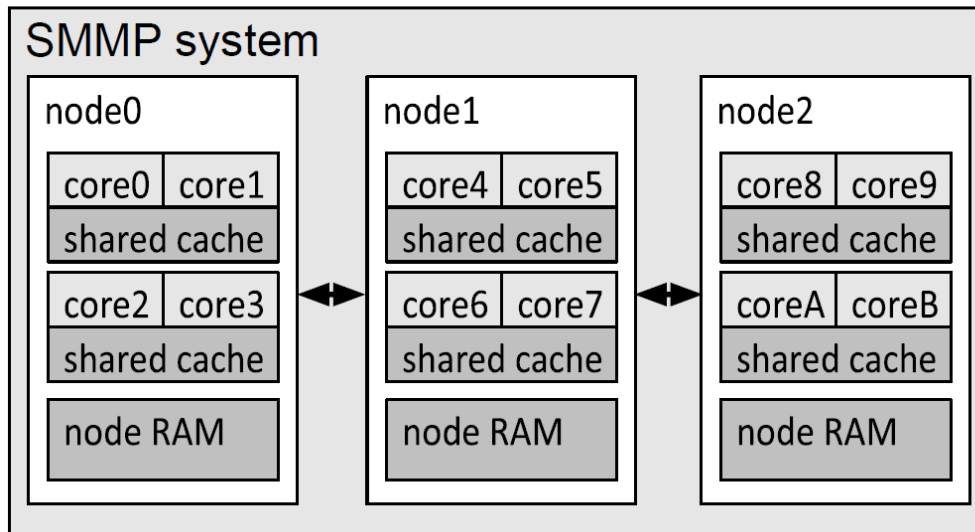 SMMP system
node0
core0 core1
shared cache
core2 core3
shared cache
node RAM
node1
core4 core5
shared cache
core6 core7
shared cache
node RAM
node2
core8 core9
shared cache
coreA coreB
shared cache
node RAM